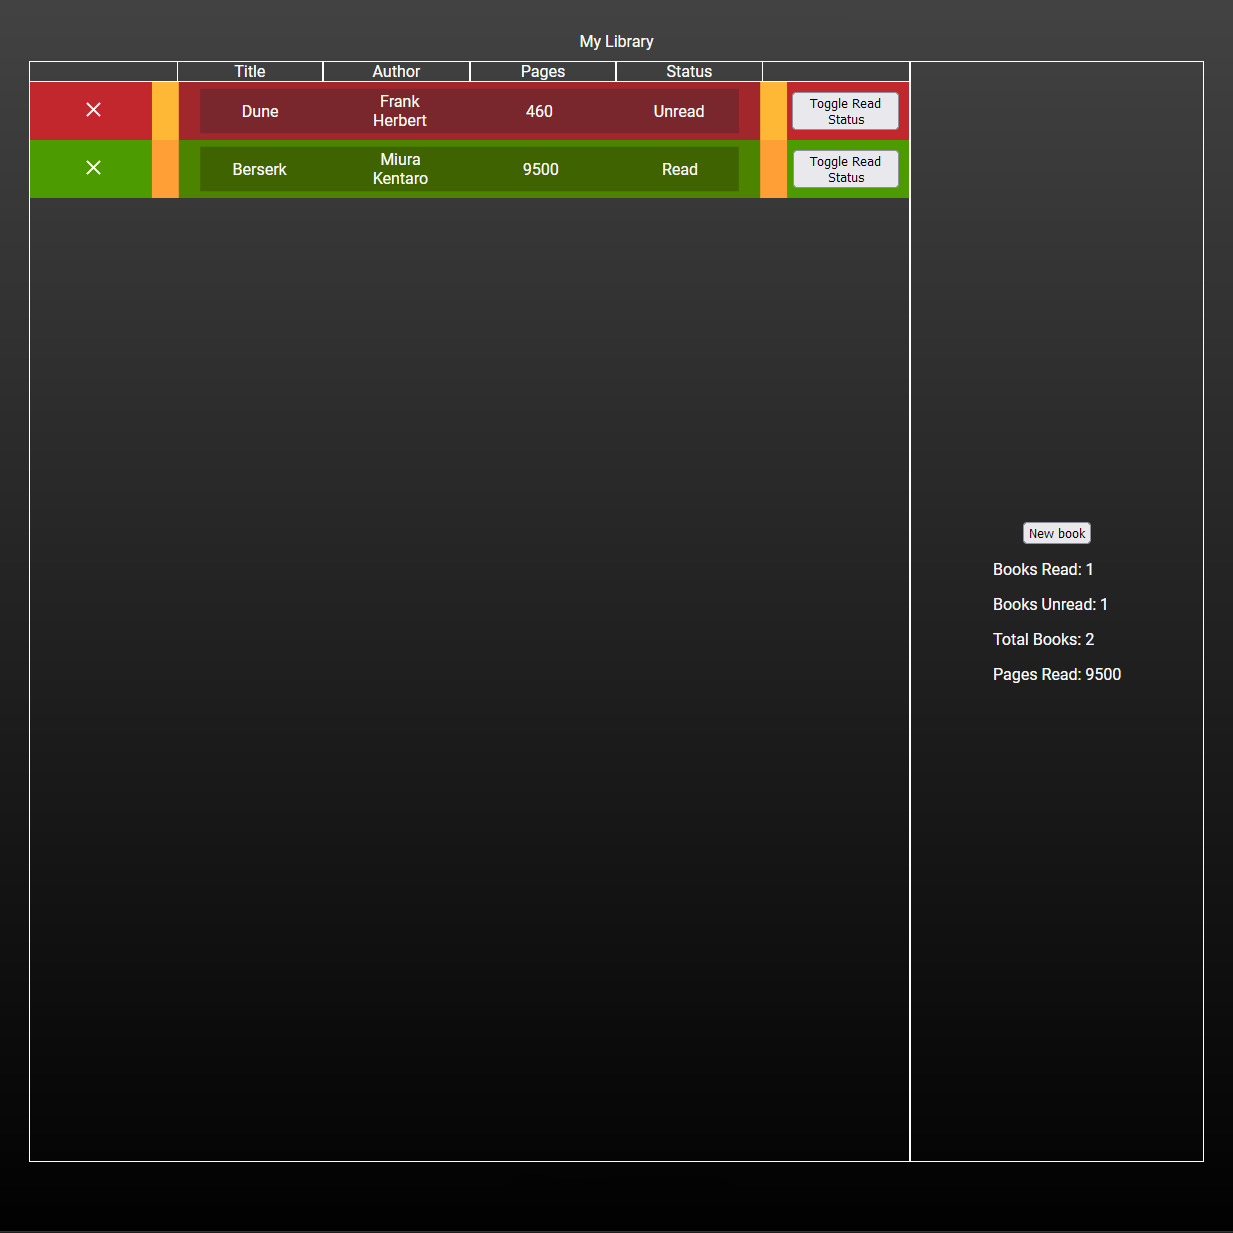 My Library
Title Author Pages Status
Dune Frank Herbert 460 Unread Toggle Read Status
Berserk Miura Kentaro 9500 Read Toggle Read Status
New book
Books Read: 1
Books Unread: 1
Total Books: 2
Pages Read: 9500